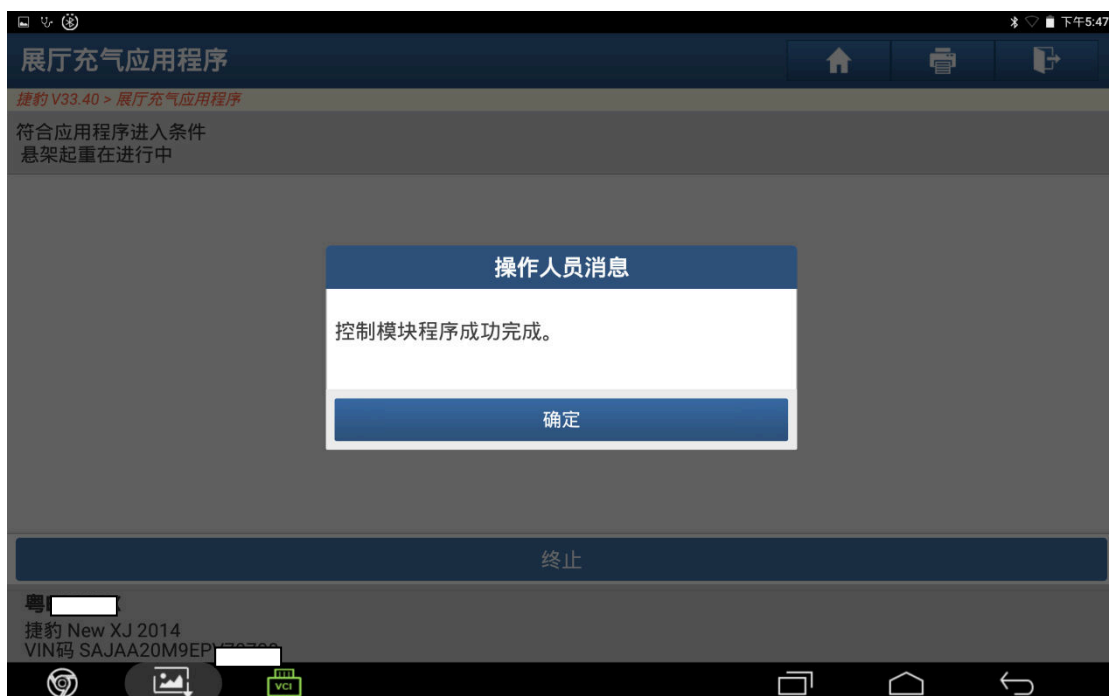 下午5:47
展厅充气应用程序
捷豹 V33.40 > 展厅充气应用程序
符合应用程序进入条件
悬架起重在进行中
操作人员消息
控制模块程序成功完成。
确定
终止
粤
捷豹 New XJ 2014
VIN码 SAJAA20M9EP
VCI